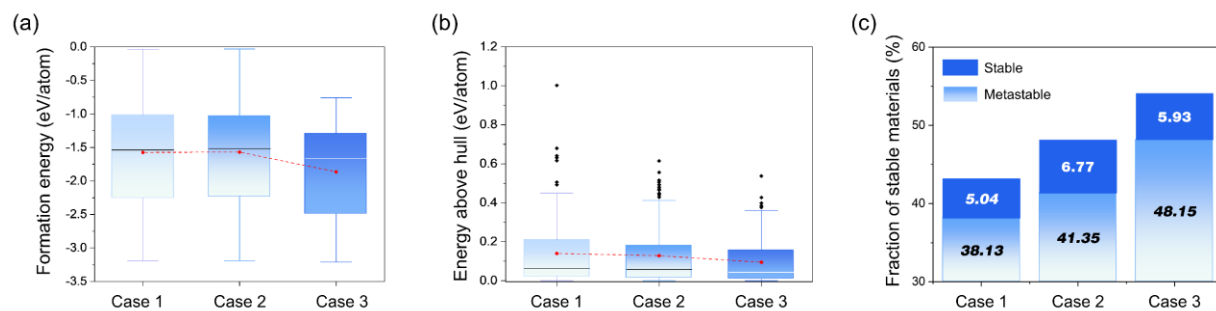 (a)
Formation energy (eV/atom)
0.0
-0.5
-1.0
-1.5
-2.0
-2.5
-3.0
-3.5
Case 1 Case 2 Case 3
(b)
Energy above hull (eV/atom)
1.2
1.0
0.8
0.6
0.4
0.2
0.0
Case 1 Case 2 Case 3
(c)
Fraction of stable materials (%)
60
50
40
30
Stable
Metastable
5.04
38.13
6.77
41.35
5.93
48.15
Case 1 Case 2 Case 3